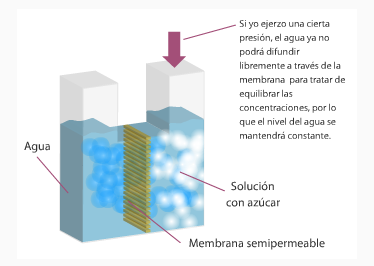 Si yo ejerzo una cierta
presión, el agua ya no
podrá difundir
libremente a través de la
membrana para tratar de
equilibrar las
concentraciones, por lo
que el nivel del agua se
mantendrá constante.
Agua
Solución
con azúcar
Membrana semipermeable